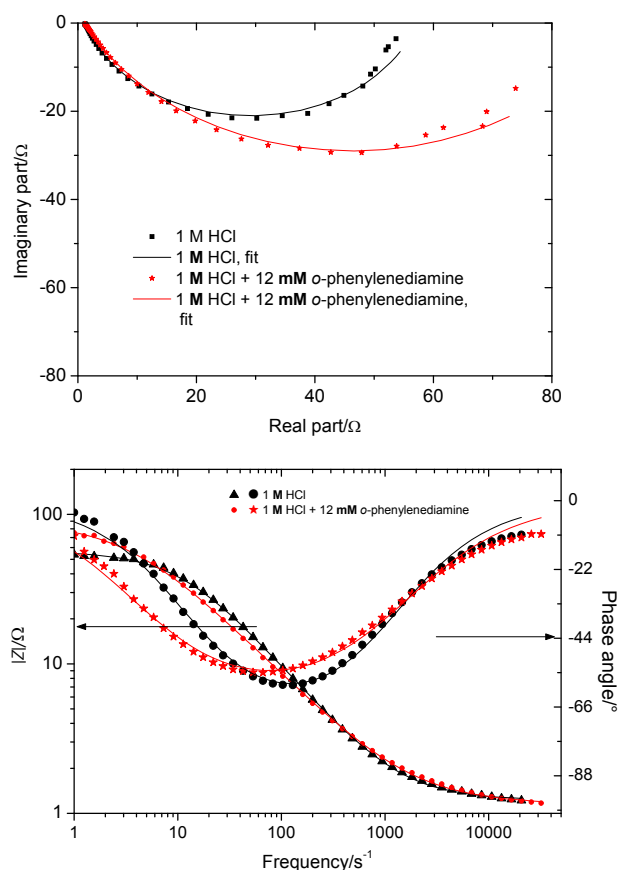 0
-20
-40
-60
-80
0 20 40 60 80
Imaginary part/Ω
Real part/Ω
1 M HCl
1 M HCl, fit
1 M HCl + 12 mM o-phenylenediamine
1 M HCl + 12 mM o-phenylenediamine,
fit
100
10
1
|Z|/Ω
1 M HCl
1 M HCl + 12 mM o-phenylenediamine
0
-22
-44
-66
-88
Phase angle/°
1 10 100 1000 10000
Frequency/s⁻¹